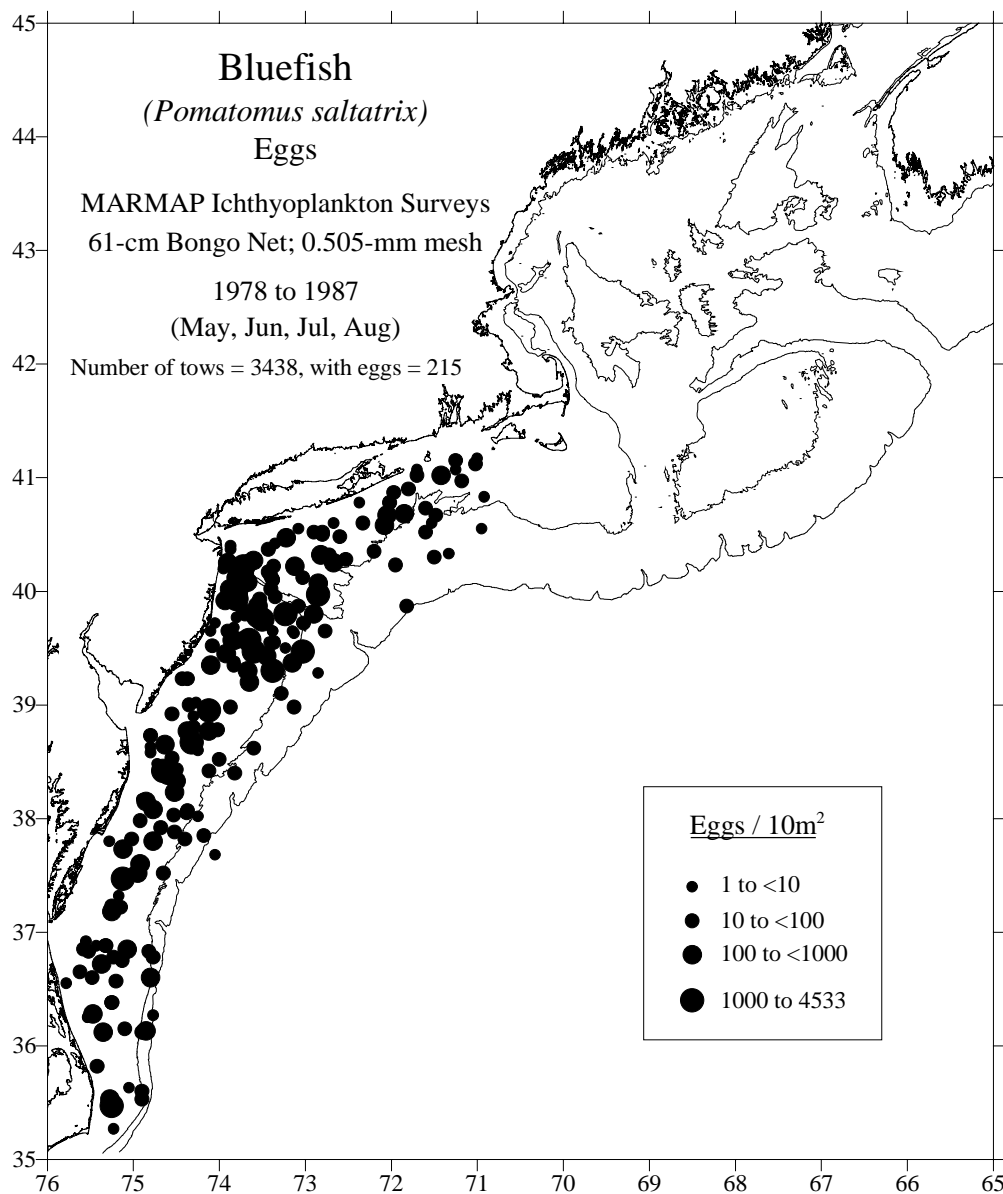 Bluefish
(Pomatomus saltatrix)
Eggs
MARMAP Ichthyoplankton Surveys
61-cm Bongo Net; 0.505-mm mesh
1978 to 1987
(May, Jun, Jul, Aug)
Number of tows = 3438, with eggs = 215
45
44
43
42
41
40
39
38
37
36
35
Eggs / 10m²
1 to <10
10 to <100
100 to <1000
1000 to 4533
76 75 74 73 72 71 70 69 68 67 66 65